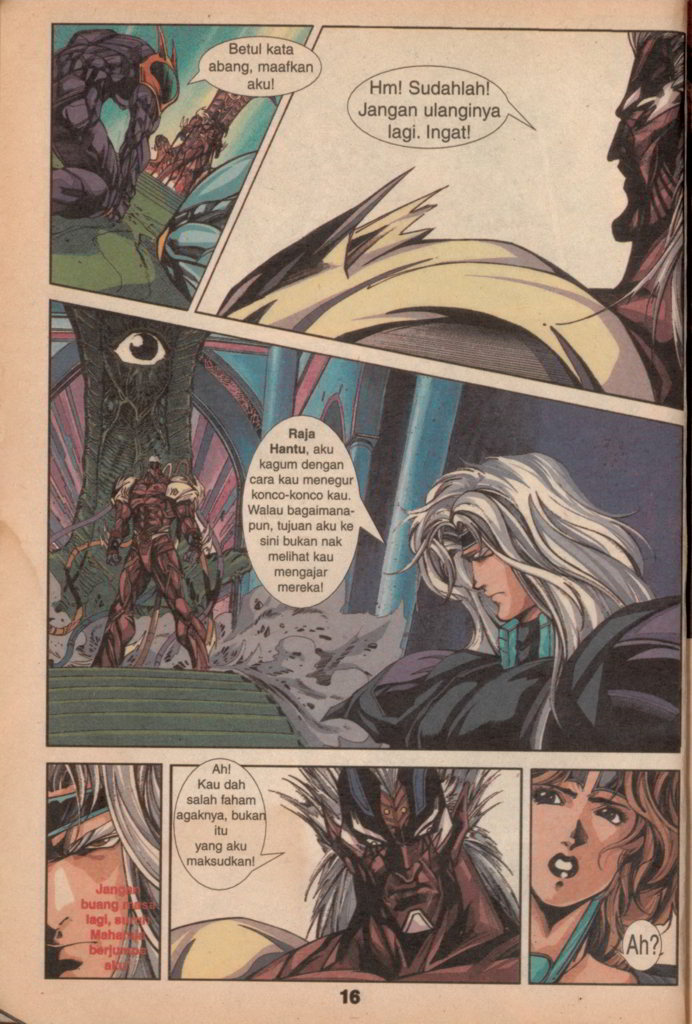 Betul kata
abang, maafkan
aku!
Hm! Sudahlah!
Jangan ulanginya
lagi. Ingat!
Raja
Hantu, aku
kagum dengan
cara kau menegur
konco-konco kau.
Walau bagaimana-
pun, tujuan aku ke
sini bukan nak
melihat kau
mengajar
mereka!
Jangan
buang masa
lagi,
berjumpa
aku!
Ah!
Kau dah
salah faham
agaknya, bukan
itu
yang aku
maksudkan!
Ah?
16